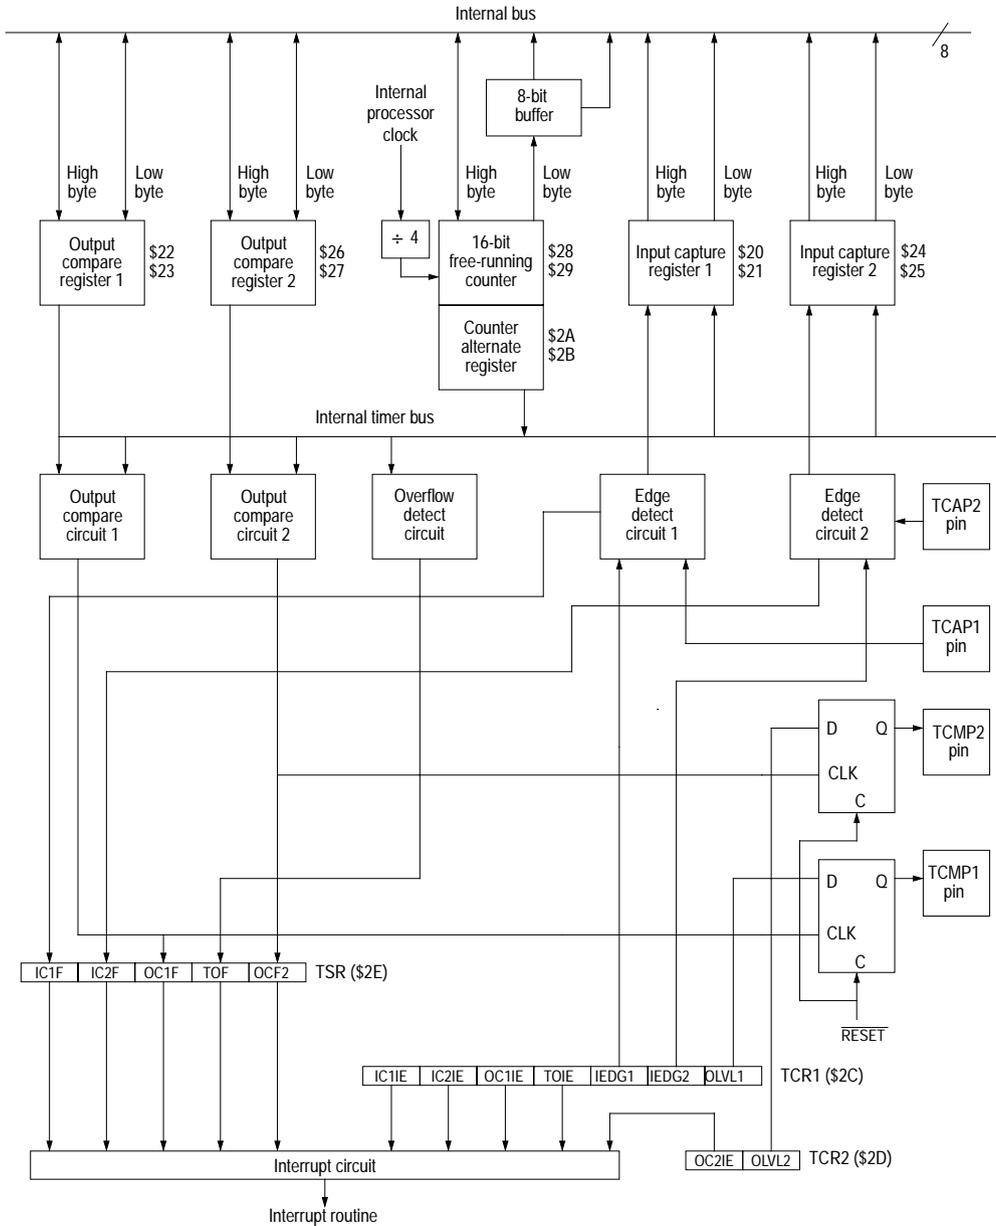 Internal bus
8
Internal
processor
clock
8-bit
buffer
High
byte
Low
byte
High
byte
Low
byte
High
byte
Low
byte
High
byte
Low
byte
High
byte
Low
byte
Output
compare
register 1
$22
$23
Output
compare
register 2
$26
$27
÷ 4
16-bit
free-running
counter
$28
$29
Input capture
register 1
$20
$21
Input capture
register 2
$24
$25
Counter
alternate
register
$2A
$2B
Internal timer bus
Output
compare
circuit 1
Output
compare
circuit 2
Overflow
detect
circuit
Edge
detect
circuit 1
Edge
detect
circuit 2
TCAP2
pin
TCAP1
pin
D Q
CLK
C
TCMP2
pin
D Q
CLK
C
TCMP1
pin
RESET
IC1F IC2F OC1F TOF OCF2 TSR ($2E)
IC1IE IC2IE OC1IE TOIE IEDG1 IEDG2 OLVL1 TCR1 ($2C)
OC2IE OLVL2 TCR2 ($2D)
Interrupt circuit
Interrupt routine